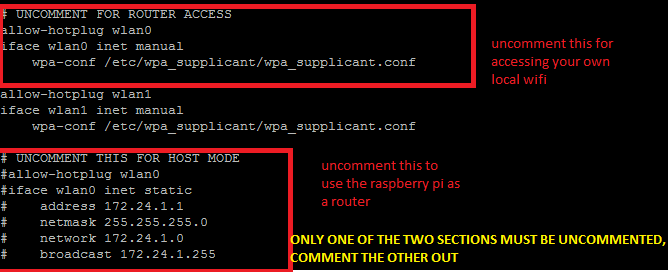 # UNCOMMENT FOR ROUTER ACCESS
allow-hotplug wlan0
iface wlan0 inet manual
    wpa-conf /etc/wpa_supplicant/wpa_supplicant.conf
uncomment this for
accessing your own
local wifi
allow-hotplug wlan1
iface wlan1 inet manual
    wpa-conf /etc/wpa_supplicant/wpa_supplicant.conf
# UNCOMMENT THIS FOR HOST MODE
#allow-hotplug wlan0
#iface wlan0 inet static
#    address 172.24.1.1
#    netmask 255.255.255.0
#    network 172.24.1.0
#    broadcast 172.24.1.255
uncomment this to
use the raspberry pi as
a router
ONLY ONE OF THE TWO SECTIONS MUST BE UNCOMMENTED,
COMMENT THE OTHER OUT